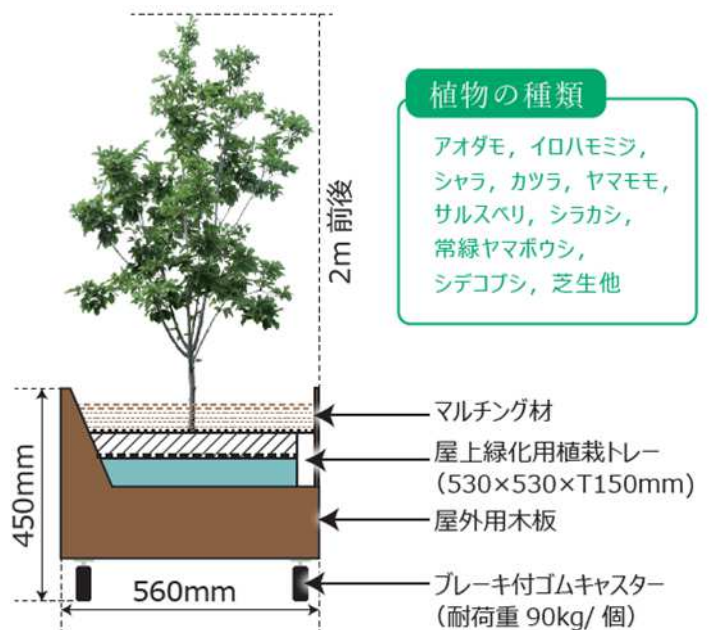 植物の種類
アオダモ，イロハモミジ，
シャラ，カツラ，ヤマモモ，
サルスベリ，シラカシ，
常緑ヤマボウシ，
シデコブシ，芝生他
2m 前後
マルチング材
屋上緑化用植栽トレー
（530×530×T150mm）
屋外用木板
ブレーキ付ゴムキャスター
（耐荷重 90kg/ 個）
450mm
560mm